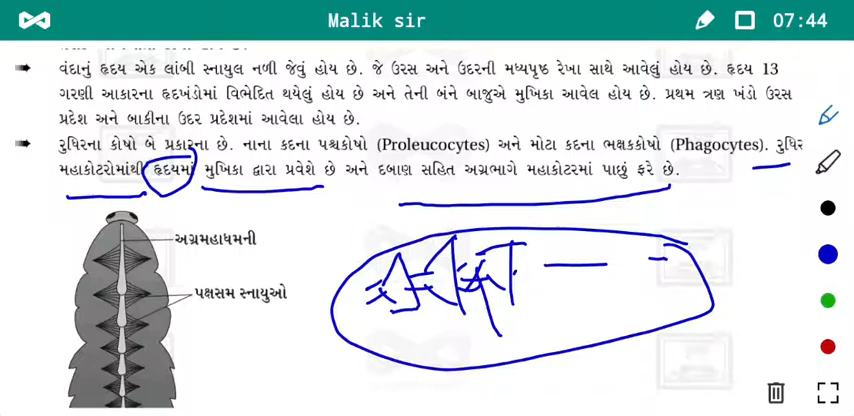 Malik sir
07:44
વંદાનું હૃદય એક લાંબી સ્નાયુલ નળી જેવું હોય છે. જે ઉરસ અને ઉદરની મધ્યપૃષ્ઠ રેખા સાથે આવેલું હોય છે. હૃદય 13
ગરણી આકારના હૃદખંડોમાં વિભેદિત થયેલું હોય છે અને તેની બંને બાજુએ મુખિકા આવેલ હોય છે. પ્રથમ ત્રણ ખંડો ઉરસ
પ્રદેશ અને બાકીના ઉદર પ્રદેશમાં આવેલા હોય છે.
રુધિરના કોષો બે પ્રકારના છે. નાના કદના પશ્ચકોષો (Proleucocytes) અને મોટા કદના ભક્ષકકોષો (Phagocytes). રુધિર
મહાકોટરોમાંથી હૃદયમાં મુખિકા દ્વારા પ્રવેશે છે અને દબાણ સહિત અગ્રભાગે મહાકોટરમાં પાછું ફરે છે.
અગ્રમહાધમની
પક્ષસમ સ્નાયુઓ